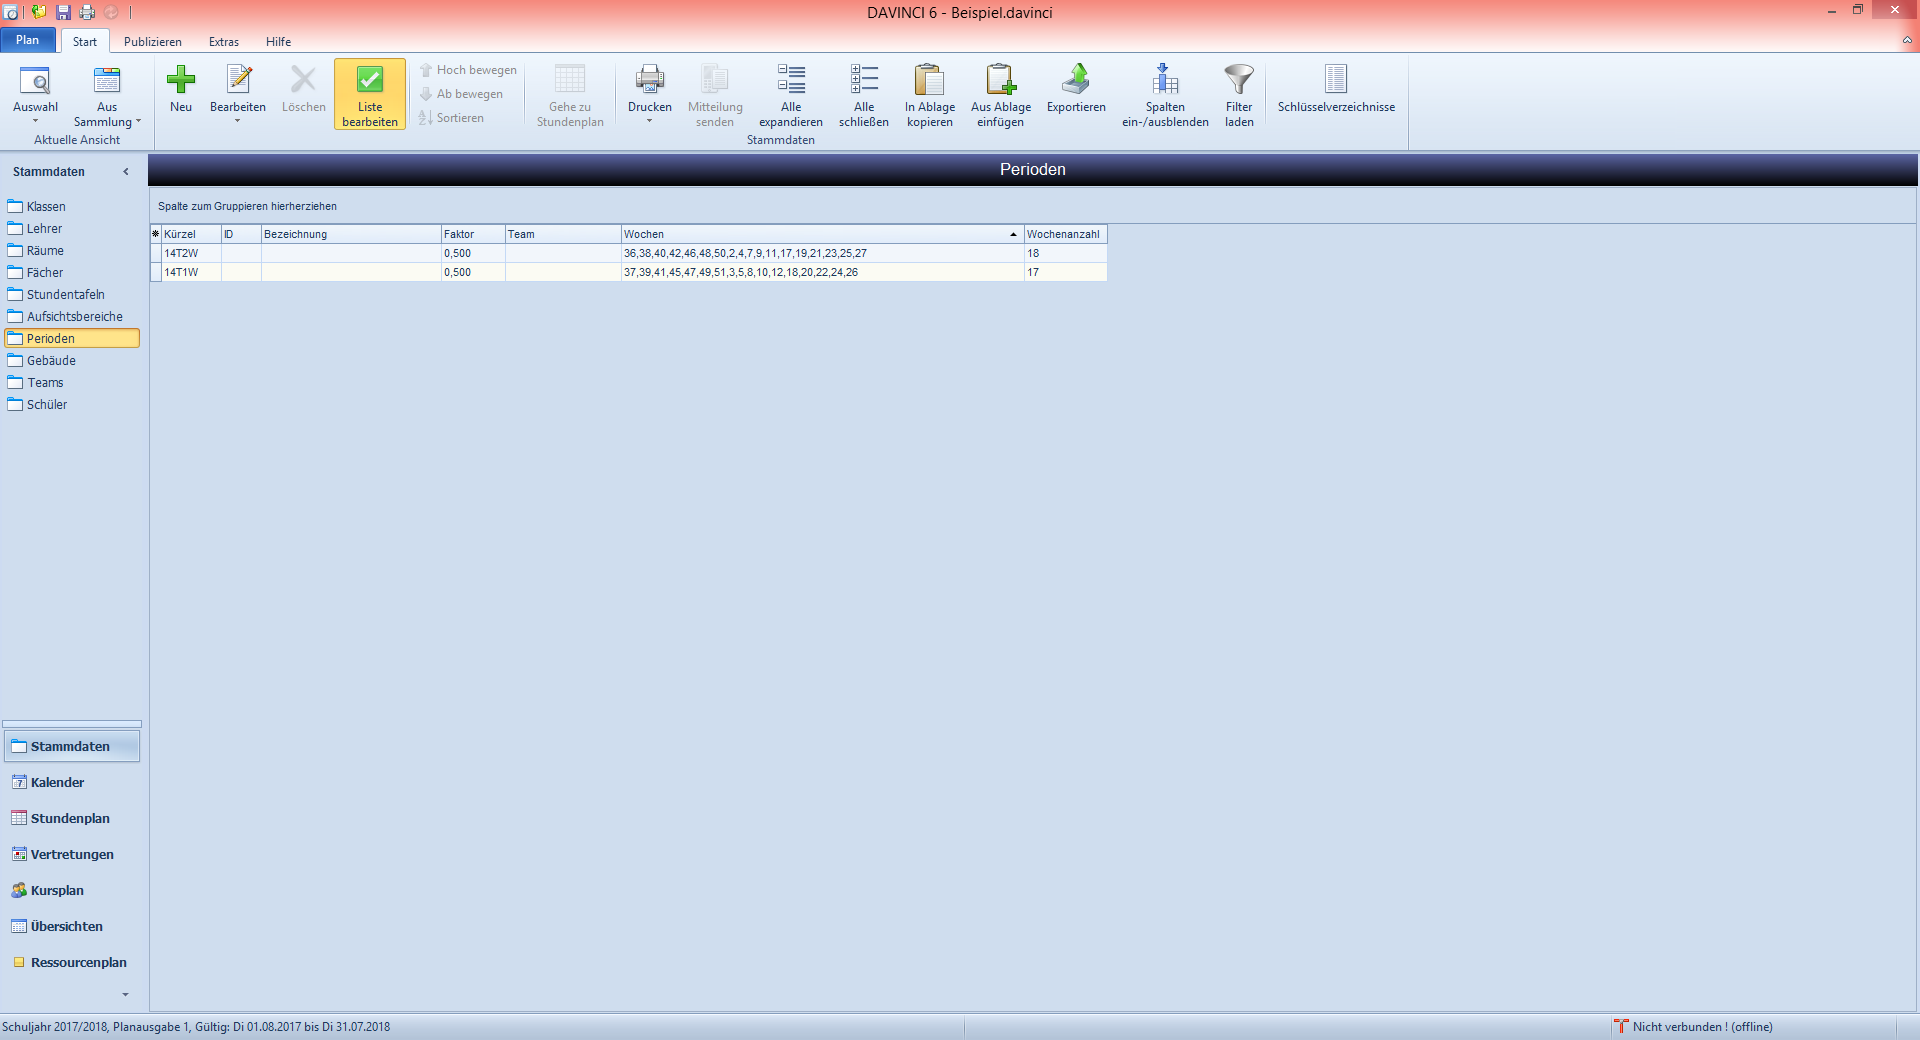 DAVINCI 6 - Beispiel.davinci
Plan
Start
Publizieren
Extras
Hilfe
Auswahl
Aus
Sammlung
Aktuelle Ansicht
Neu
Bearbeiten
Löschen
Liste
bearbeiten
Hoch bewegen
Ab bewegen
Sortieren
Gehe zu
Stundenplan
Drucken
Mitteilung
senden
Alle
expandieren
Alle
schließen
In Ablage
kopieren
Aus Ablage
einfügen
Exportieren
Spalten
ein-/ausblenden
Filter
laden
Schlüsselverzeichnisse
Stammdaten
Stammdaten
Klassen
Lehrer
Räume
Fächer
Stundentafeln
Aufsichtsbereiche
Perioden
Gebäude
Teams
Schüler
Perioden
Spalte zum Gruppieren hierherziehen
Kürzel ID Bezeichnung Faktor Team Wochen Wochenanzahl
14T2W 0,500 36,38,40,42,46,48,50,2,4,7,9,11,17,19,21,23,25,27 18
14T1W 0,500 37,39,41,45,47,49,51,3,5,8,10,12,18,20,22,24,26 17
Stammdaten
Kalender
Stundenplan
Vertretungen
Kursplan
Übersichten
Ressourcenplan
Schuljahr 2017/2018, Planausgabe 1, Gültig: Di 01.08.2017 bis Di 31.07.2018
Nicht verbunden ! (offline)